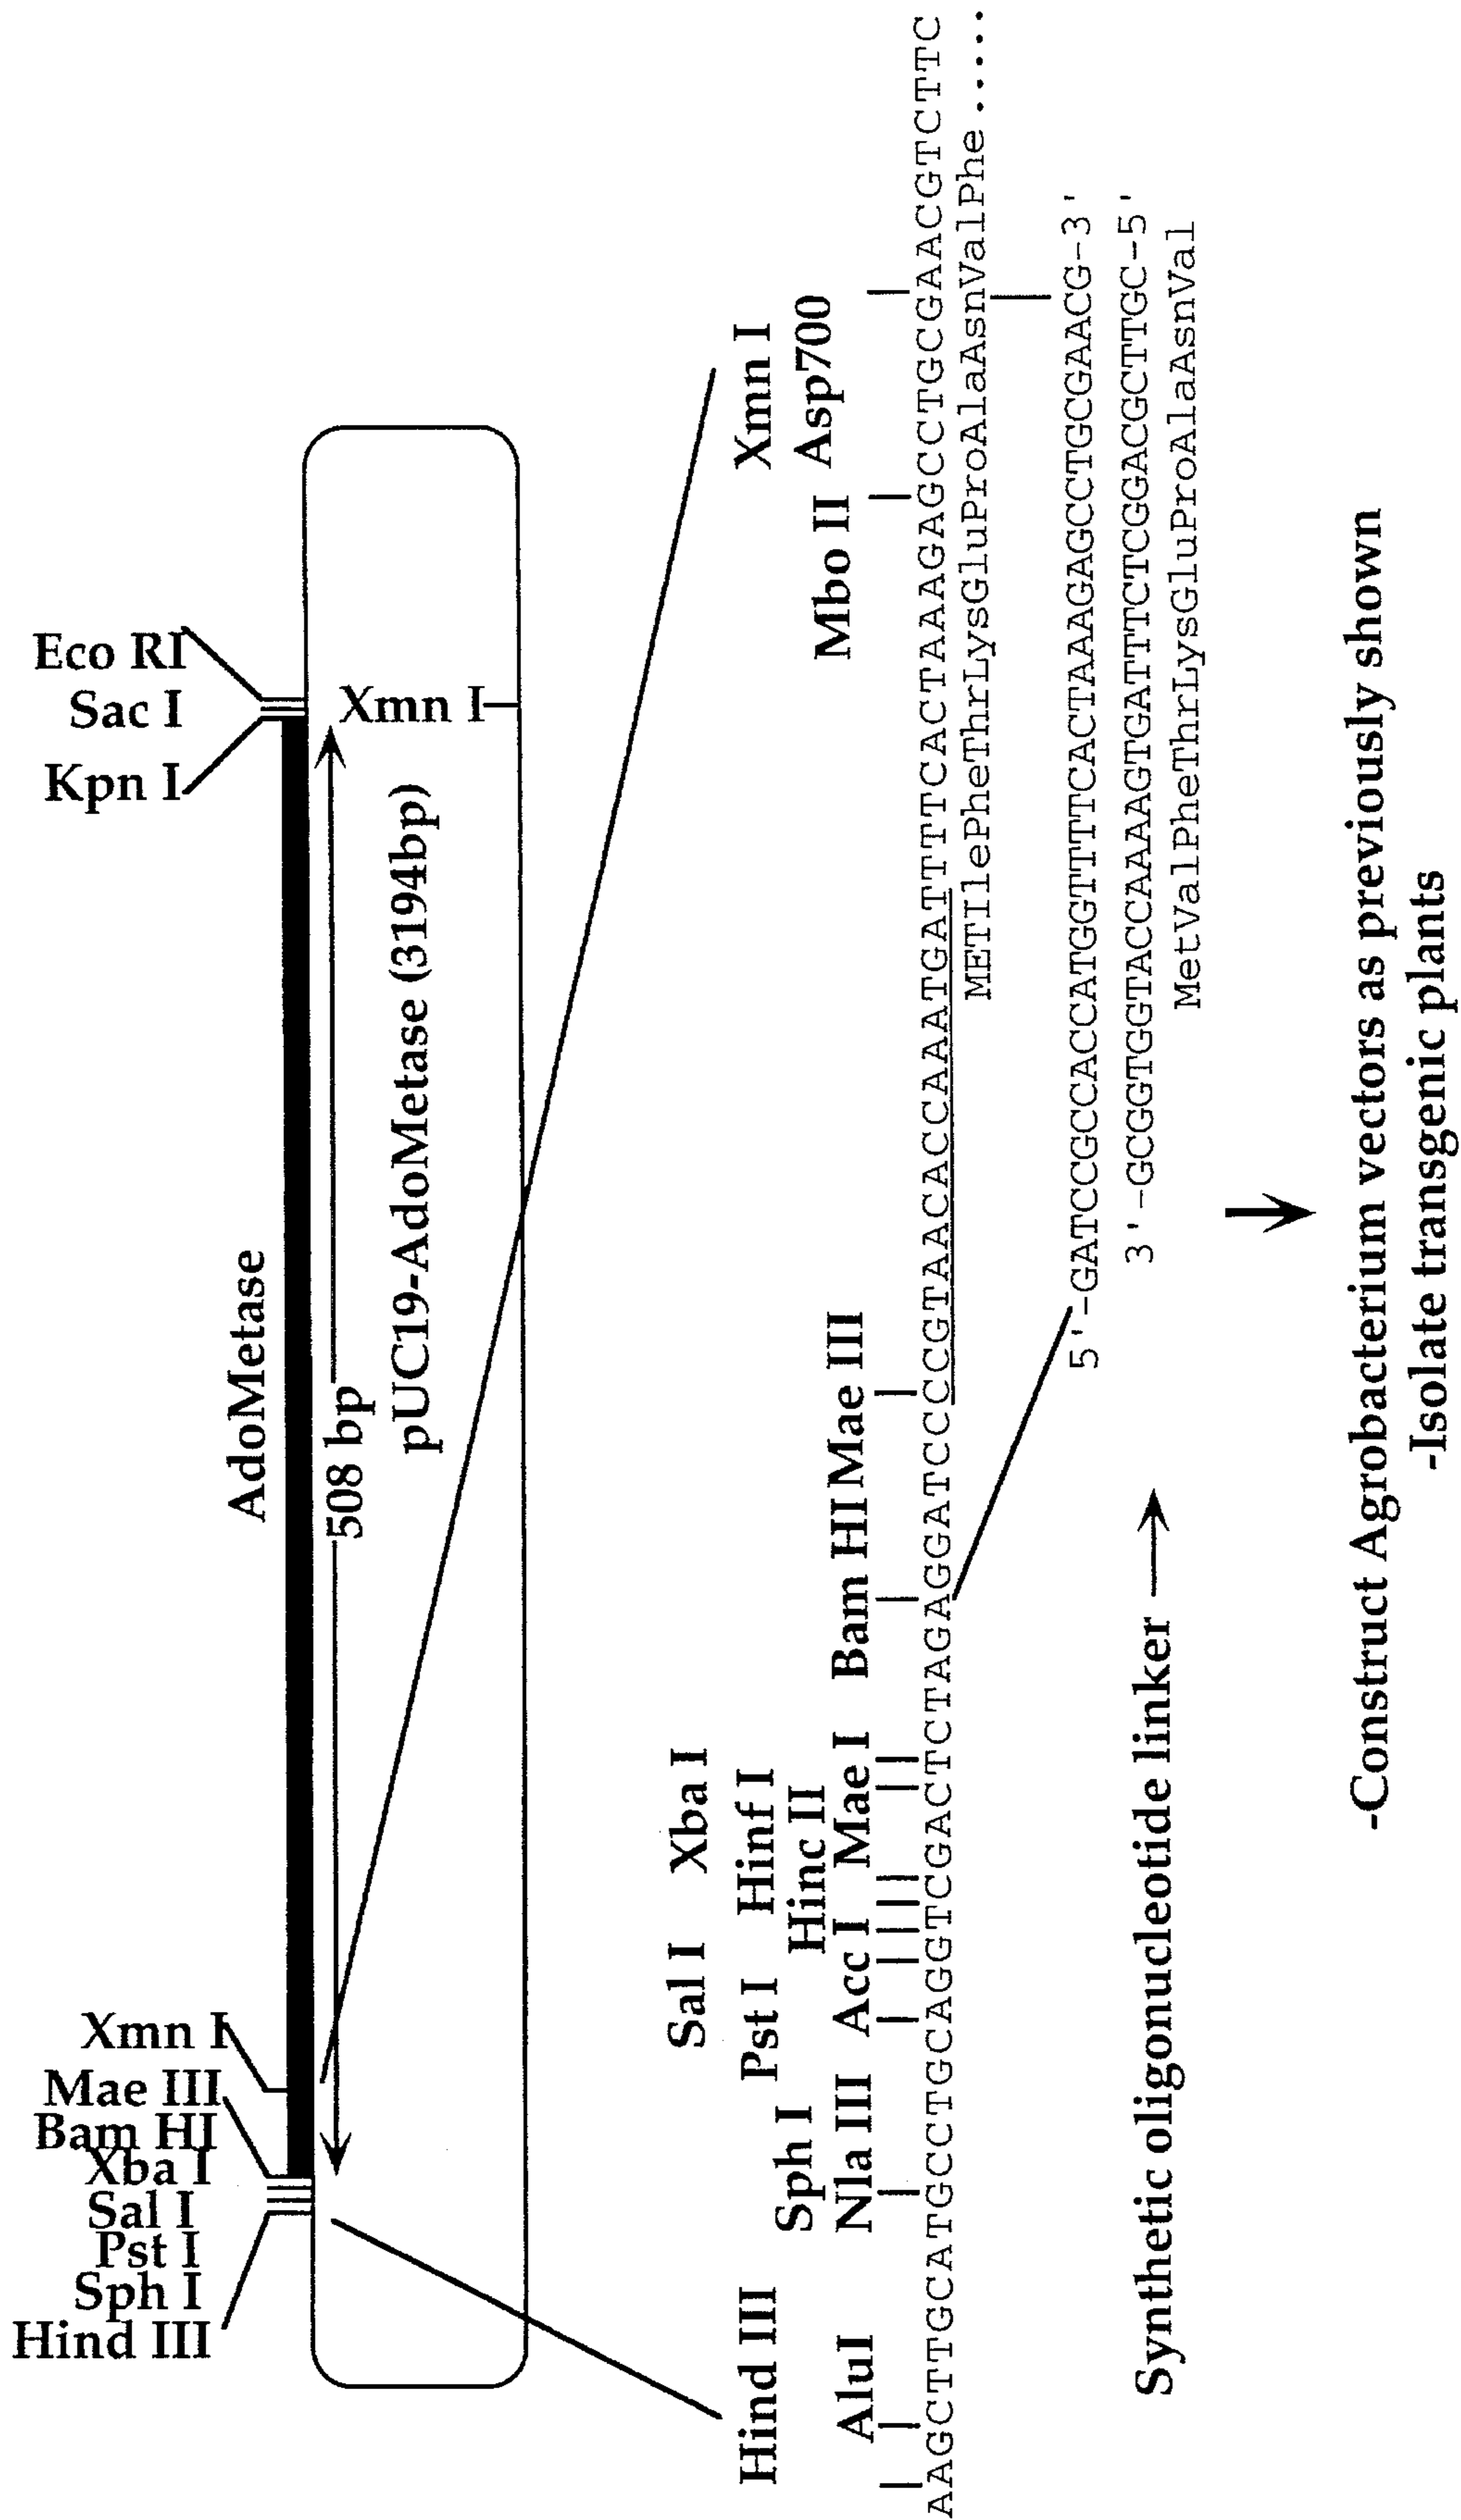 Hind III
Sph I
Pst I
Sal I
Xba I
Bam HI
Mae III
Xmn I
AdoMetase
Kpn I
Sac I
Eco RI
508 bp
Xmn I
pUC19-AdoMetase (3194bp)
Sal I Xba I
Hind III Pst I Hinf I Xmn I
Sph I Hinc II
AluI Nla III Acc I Mae I Bam HI Mae III Mbo II Asp700
AAGCTTGCATGCCTGCAGGTCGACTCTAGAGGATCCCCGTAACACCAAATGATTTTCACTAAAGAGCCTGCGAACGTCTTC
METIlePheThrLysGluProAlaAsnValPhe.....
5'-GATCCGCCACCATGGTTTTCACTAAAGAGCCTGCGAACG-3'
Synthetic oligonucleotide linker → 3'-GCGGTGGTACCAAAAGTGATTTCTCGGACGCTTGC-5'
MetValPheThrLysGluProAlaAsnVal
-Construct Agrobacterium vectors as previously shown
-Isolate transgenic plants